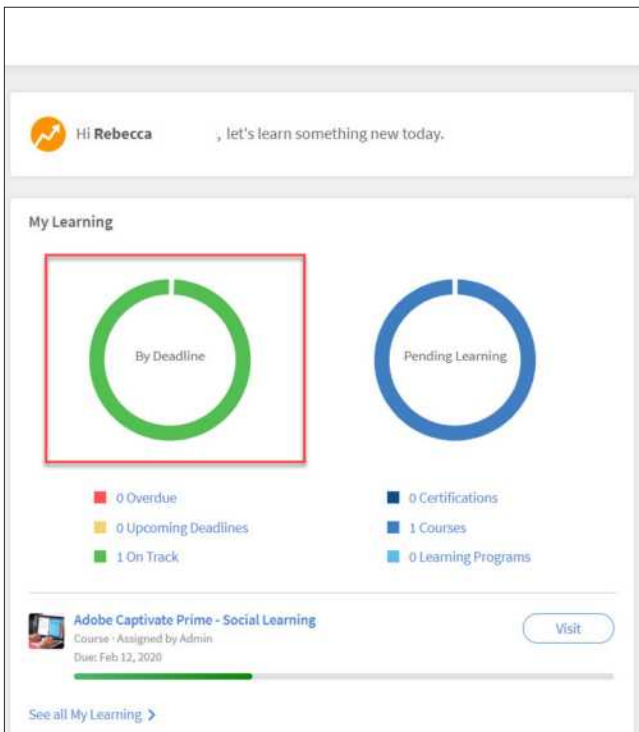 Hi Rebecca , let's learn something new today.
My Learning
By Deadline
Pending Learning
0 Overdue
0 Upcoming Deadlines
1 On Track
0 Certifications
1 Courses
0 Learning Programs
Adobe Captivate Prime - Social Learning
Course · Assigned by Admin
Due: Feb 12, 2020
Visit
See all My Learning >